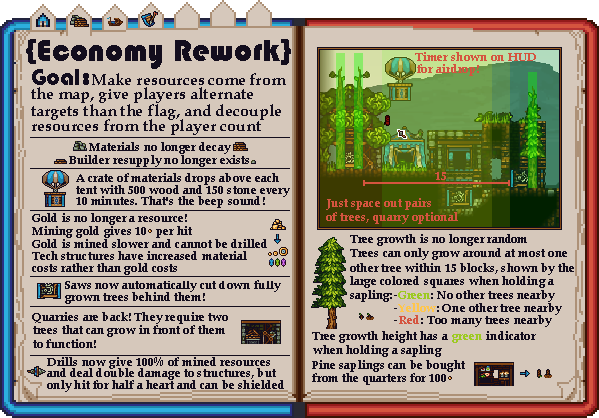 {Economy Rework}
Goal: Make resources come from
the map, give players alternate
targets than the flag, and decouple
resources from the player count
Materials no longer decay
Builder resupply no longer exists.
A crate of materials drops above each
tent with 500 wood and 150 stone every
10 minutes. That's the beep sound!
Gold is no longer a resource!
Mining gold gives 10 per hit
Gold is mined slower and cannot be drilled
Tech structures have increased material
costs rather than gold costs
Saws now automatically cut down fully
grown trees behind them!
Quarries are back! They require two
trees that can grow in front of them
to function!
Drills now give 100% of mined resources
and deal double damage to structures, but
only hit for half a heart and can be shielded
Timer shown on HUD
for airdrop!
15
Just space out pairs
of trees, quarry optional
Tree growth is no longer random
Trees can only grow around at most one
other tree within 15 blocks, shown by the
large colored squares when holding a
sapling: -Green: No other trees nearby
-Yellow: One other tree nearby
-Red: Too many trees nearby
Tree growth height has a green indicator
when holding a sapling
Pine saplings can be bought
from the quarters for 100